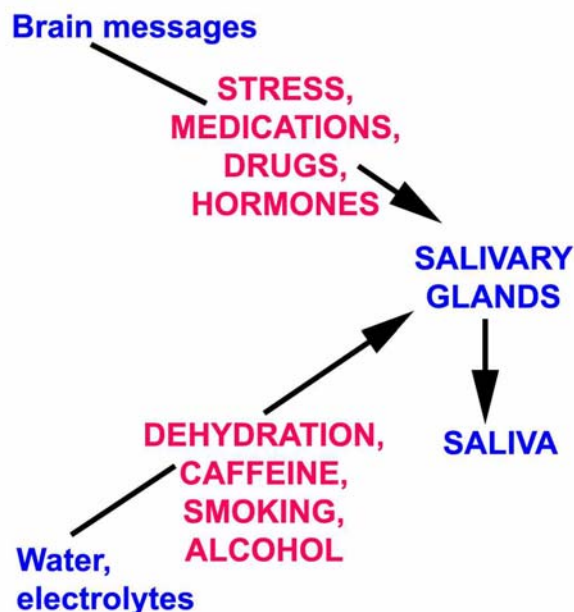 Brain messages
STRESS,
MEDICATIONS,
DRUGS,
HORMONES
SALIVARY
GLANDS
SALIVA
DEHYDRATION,
CAFFEINE,
SMOKING,
ALCOHOL
Water,
electrolytes